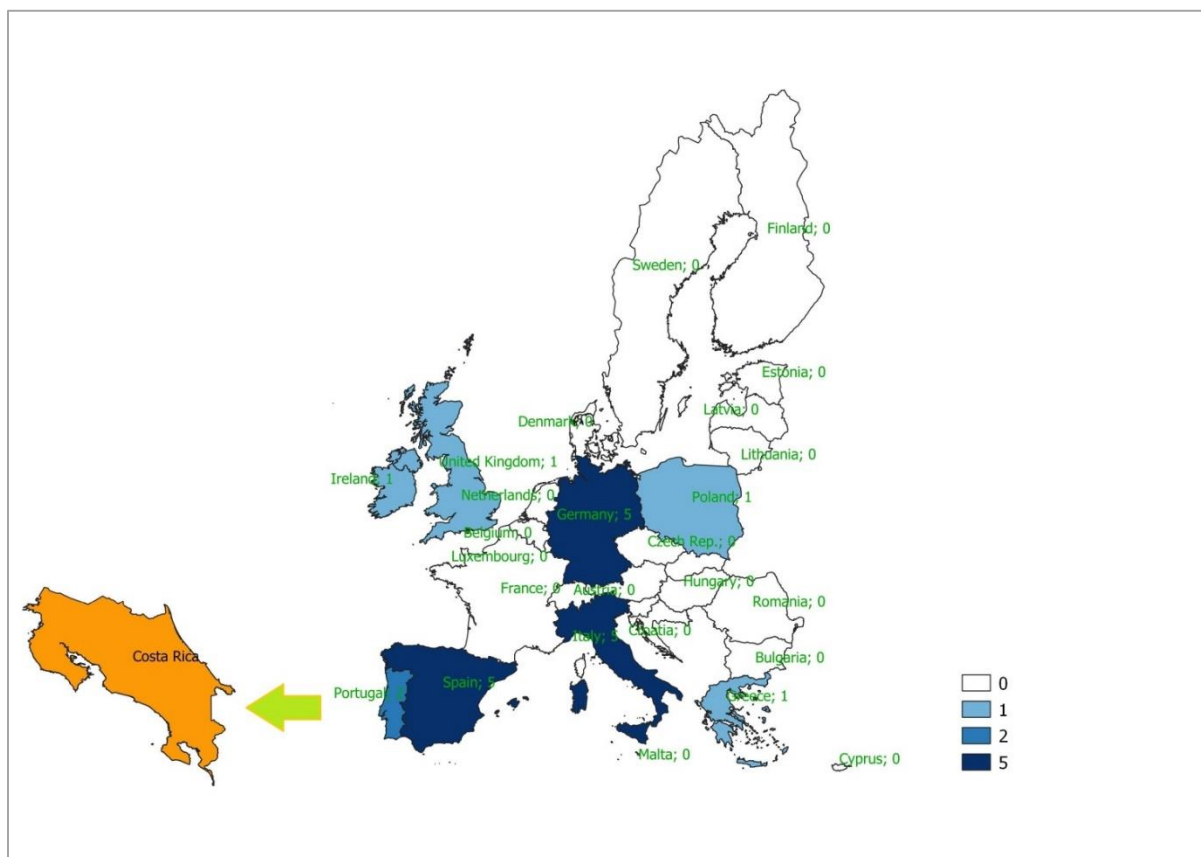 Finland; 0
Sweden; 0
Estonia; 0
Latvia; 0
Denmark; 0
Lithuania; 0
United Kingdom; 1
Ireland; 1
Netherlands; 0
Poland; 1
Germany; 5
Belgium; 0
Czech Rep.; 0
Luxembourg; 0
Hungary; 0
France; 0
Austria; 0
Romania; 0
Croatia; 0
Italy; 5
Costa Rica
Bulgaria; 0
Spain; 5
Portugal; 2
Greece; 1
Malta; 0
Cyprus; 0
0
1
2
5